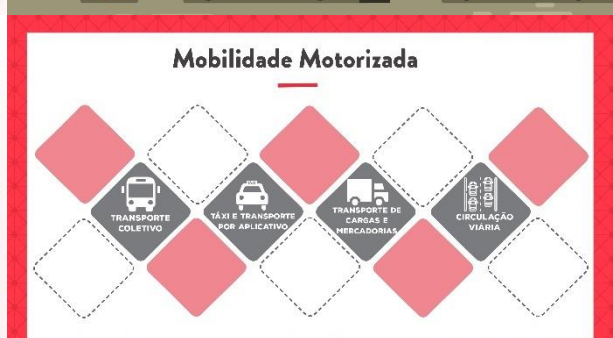 Mobilidade Motorizada
TRANSPORTE
COLETIVO
TÁXI E TRANSPORTE
POR APLICATIVO
TRANSPORTE DE
CARGAS E
MERCADORIAS
CIRCULAÇÃO
VIÁRIA